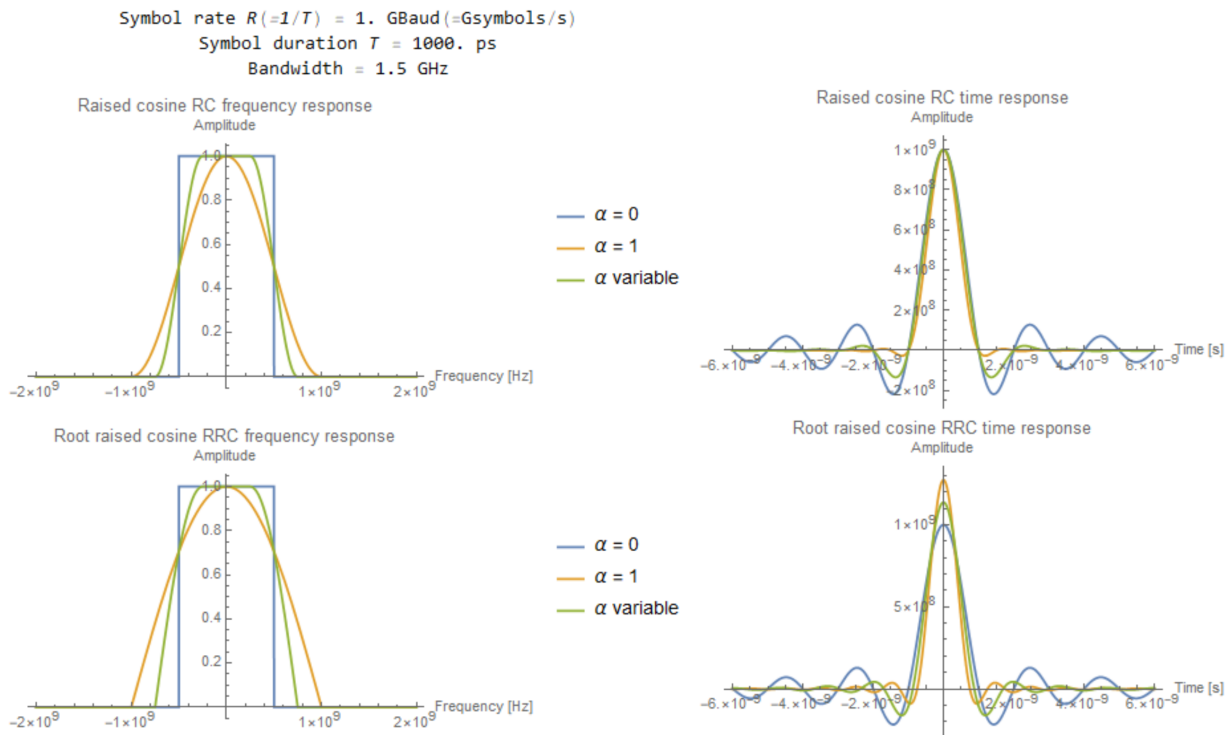 Symbol rate R(=1/T) = 1. GBaud(=Gsymbols/s)
Symbol duration T = 1000. ps
Bandwidth = 1.5 GHz
Raised cosine RC frequency response
Amplitude
1.0
0.8
0.6
0.4
0.2
−2×10⁹ −1×10⁹ 1×10⁹ 2×10⁹ Frequency [Hz]
α = 0
α = 1
α variable
Raised cosine RC time response
Amplitude
1×10⁹
8×10⁸
6×10⁸
4×10⁸
2×10⁸
−6.×10⁻⁹ −4.×10⁻⁹ −2.×10⁻⁹ 2.×10⁻⁹ 4.×10⁻⁹ 6.×10⁻⁹ Time [s]
−2×10⁸
Root raised cosine RRC frequency response
Amplitude
1.0
0.8
0.6
0.4
0.2
−2×10⁹ −1×10⁹ 1×10⁹ 2×10⁹ Frequency [Hz]
α = 0
α = 1
α variable
Root raised cosine RRC time response
Amplitude
1×10⁹
5×10⁸
−6.×10⁻⁹ −4.×10⁻⁹ −2.×10⁻⁹ 2.×10⁻⁹ 4.×10⁻⁹ 6.×10⁻⁹ Time [s]